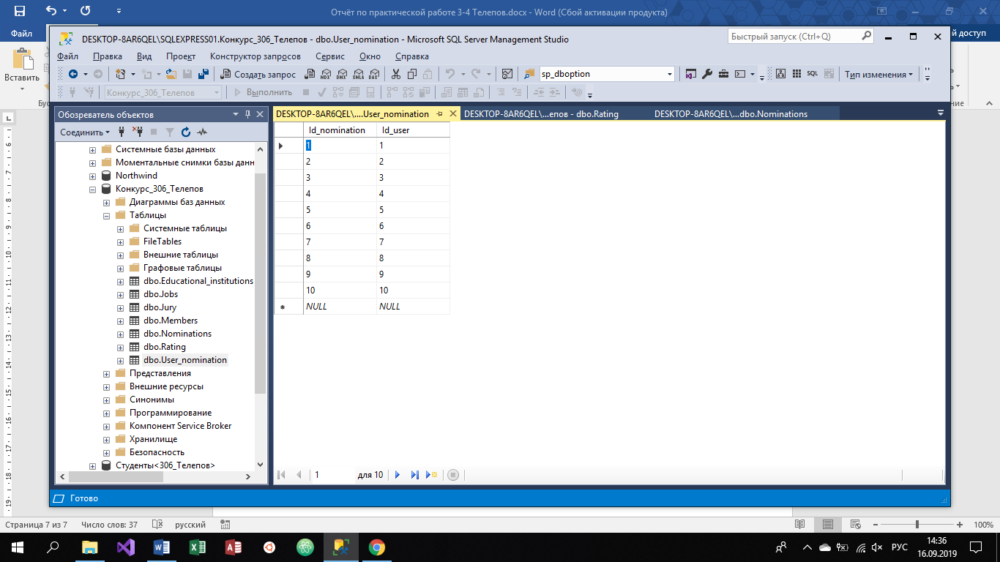 Отчёт по практической работе 3-4 Телепов.docx - Word (Сбой активации продукта)
Файл
й доступ
Вставить
DESKTOP-8AR6QEL\SQLEXPRESS01.Конкурс_306_Телепов - dbo.User_nomination - Microsoft SQL Server Management Studio
Быстрый запуск (Ctrl+Q)
Файл Правка Вид Проект Конструктор запросов Сервис Окно Справка
Создать запрос MDX DMX XMLA DAX sp_dboption SQL Тип изменения
Конкурс_306_Телепов Выполнить
Обозреватель объектов
Соединить
Системные базы данных
Моментальные снимки базы данн
Northwind
Конкурс_306_Телепов
Диаграммы баз данных
Таблицы
Системные таблицы
FileTables
Внешние таблицы
Графовые таблицы
dbo.Educational_institutions
dbo.Jobs
dbo.Jury
dbo.Members
dbo.Nominations
dbo.Rating
dbo.User_nomination
Представления
Внешние ресурсы
Синонимы
Программирование
Компонент Service Broker
Хранилище
Безопасность
Студенты<306_Телепов>
DESKTOP-8AR6QEL\....User_nomination DESKTOP-8AR6QEL\...епов - dbo.Rating DESKTOP-8AR6QEL\...dbo.Nominations
Id_nomination Id_user
1 1
2 2
3 3
4 4
5 5
6 6
7 7
8 8
9 9
10 10
NULL NULL
1 для 10
Готово
Страница 7 из 7 Число слов: 37 русский 100%
РУС
14:36
16.09.2019